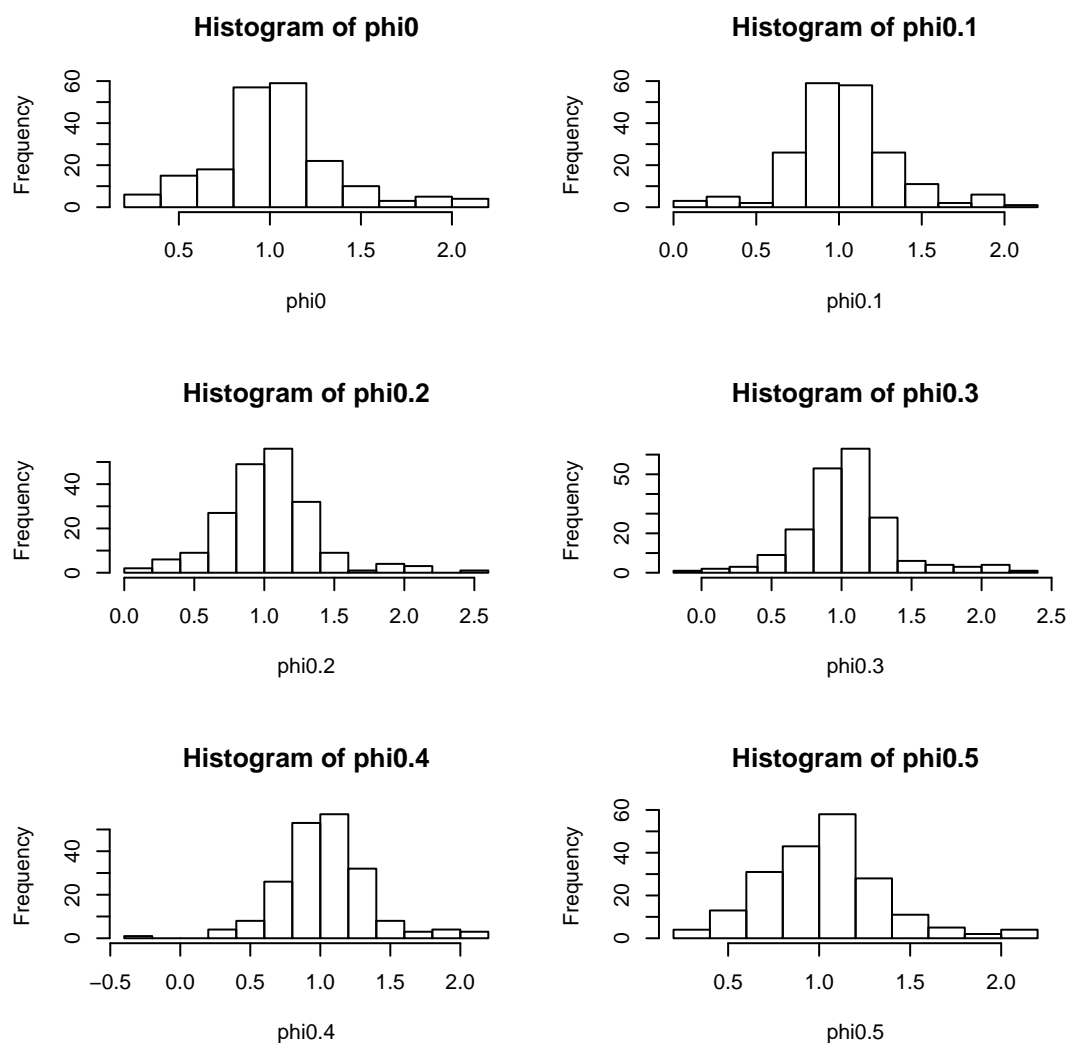 Histogram of phi0
Frequency
0 20 40 60
0.5 1.0 1.5 2.0
phi0
Histogram of phi0.1
Frequency
0 20 40 60
0.0 0.5 1.0 1.5 2.0
phi0.1
Histogram of phi0.2
Frequency
0 20 40
0.0 0.5 1.0 1.5 2.0 2.5
phi0.2
Histogram of phi0.3
Frequency
0 20 50
0.0 0.5 1.0 1.5 2.0 2.5
phi0.3
Histogram of phi0.4
Frequency
0 20 40
−0.5 0.0 0.5 1.0 1.5 2.0
phi0.4
Histogram of phi0.5
Frequency
0 20 40 60
0.5 1.0 1.5 2.0
phi0.5